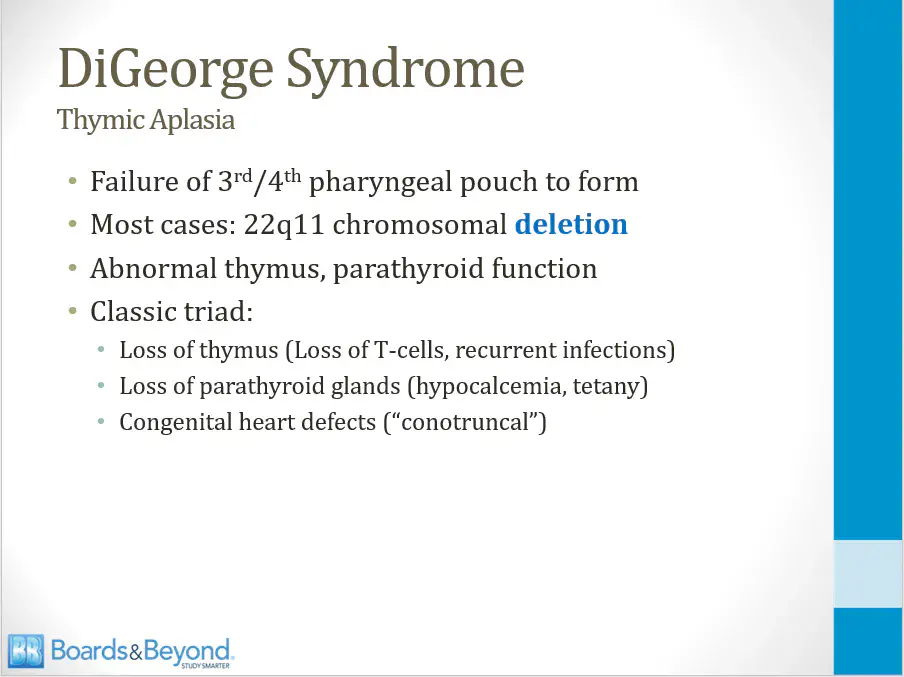 DiGeorge Syndrome
Thymic Aplasia
• Failure of 3rd/4th pharyngeal pouch to form
• Most cases: 22q11 chromosomal deletion
• Abnormal thymus, parathyroid function
• Classic triad:
• Loss of thymus (Loss of T-cells, recurrent infections)
• Loss of parathyroid glands (hypocalcemia, tetany)
• Congenital heart defects (“conotruncal”)
BB Boards&Beyond.
STUDY SMARTER